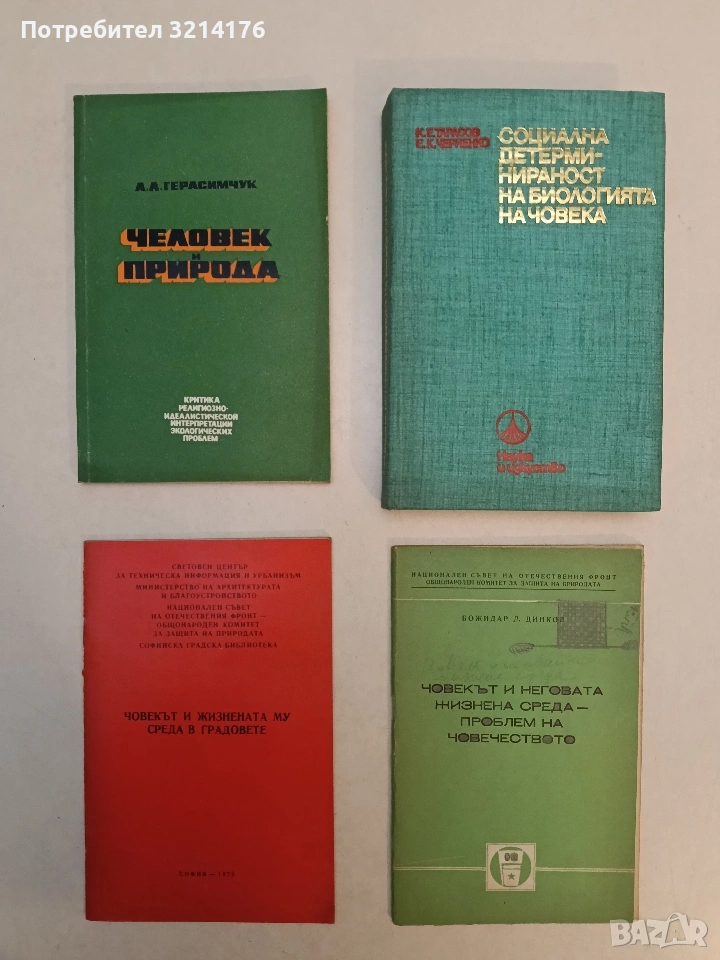 Потребител 3214176
А.А.ГЕРАСИМЧУК
ЧЕЛОВЕК
И
ПРИРОДА
КРИТИКА
РЕЛИГИОЗНО-
ИДЕАЛИСТИЧЕСКОЙ
ИНТЕРПРЕТАЦИИ
ЭКОЛОГИЧЕСКИХ
ПРОБЛЕМ
К.Е.ТАРАСОВ
Е.К.ЧЕРНЕНКО
СОЦИАЛНА
ДЕТЕРМИ-
НИРАНОСТ
НА БИОЛОГИЯТА
НА ЧОВЕКА
Наука
и изкуство
СВЕТОВЕН ЦЕНТЪР
ЗА ТЕХНИЧЕСКА ИНФОРМАЦИЯ И УРБАНИЗЪМ
МИНИСТЕРСТВО НА АРХИТЕКТУРАТА
И БЛАГОУСТРОЙСТВОТО
НАЦИОНАЛЕН СЪВЕТ
НА ОТЕЧЕСТВЕНИЯ ФРОНТ —
ОБЩОНАРОДЕН КОМИТЕТ
ЗА ЗАЩИТА НА ПРИРОДАТА
СОФИЙСКА ГРАДСКА БИБЛИОТЕКА
ЧОВЕКЪТ И ЖИЗНЕНАТА МУ
СРЕДА В ГРАДОВЕТЕ
СОФИЯ —
НАЦИОНАЛЕН СЪВЕТ НА ОТЕЧЕСТВЕНИЯ ФРОНТ
ОБЩОНАРОДЕН КОМИТЕТ ЗА ЗАЩИТА НА ПРИРОДАТА
БОЖИДАР Л. ДИНКОВ
ЧОВЕКЪТ И НЕГОВАТА
ЖИЗНЕНА СРЕДА —
ПРОБЛЕМ НА
ЧОВЕЧЕСТВОТО
BAZAR